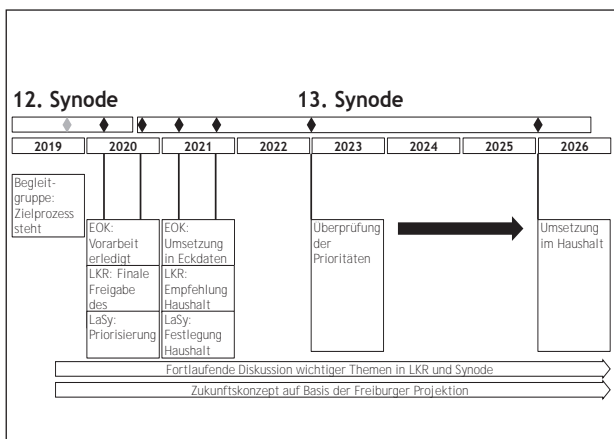 12. Synode
13. Synode
2019
2020
2021
2022
2023
2024
2025
2026
Begleit-
gruppe:
Zielprozess
steht
EOK:
Vorarbeit
erledigt
LKR: Finale
Freigabe
des
LaSy:
Priorisierung
EOK:
Umsetzung
in Eckdaten
LKR:
Empfehlung
Haushalt
LaSy:
Festlegung
Haushalt
Überprüfung
der
Prioritäten
Umsetzung
im Haushalt
Fortlaufende Diskussion wichtiger Themen in LKR und Synode
Zukunftskonzept auf Basis der Freiburger Projektion